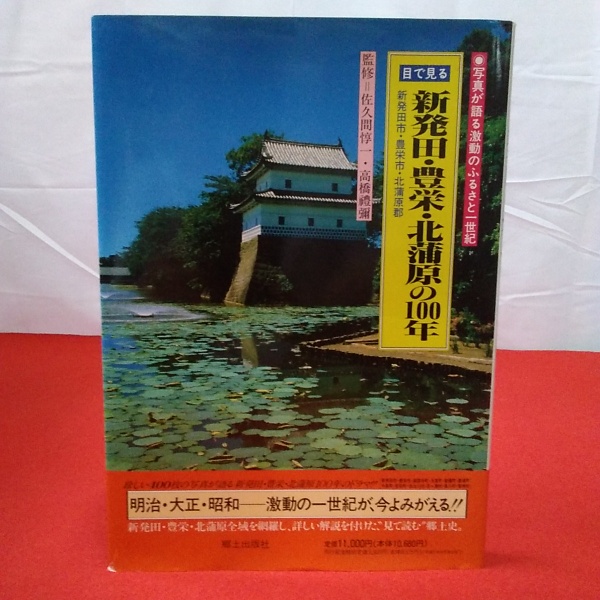 ●写真が語る激動のふるさと一世紀
目で見る
新発田・豊栄・北蒲原の100年
新発田市・豊栄市・北蒲原郡
監修＝佐久間惇一・高橋禮彌
明治・大正・昭和──激動の一世紀が、今よみがえる!!
新発田・豊栄・北蒲原全域を網羅し、詳しい解説を付けた"見て読む"郷土史。
郷土出版社
定価11,000円(本体10,680円)